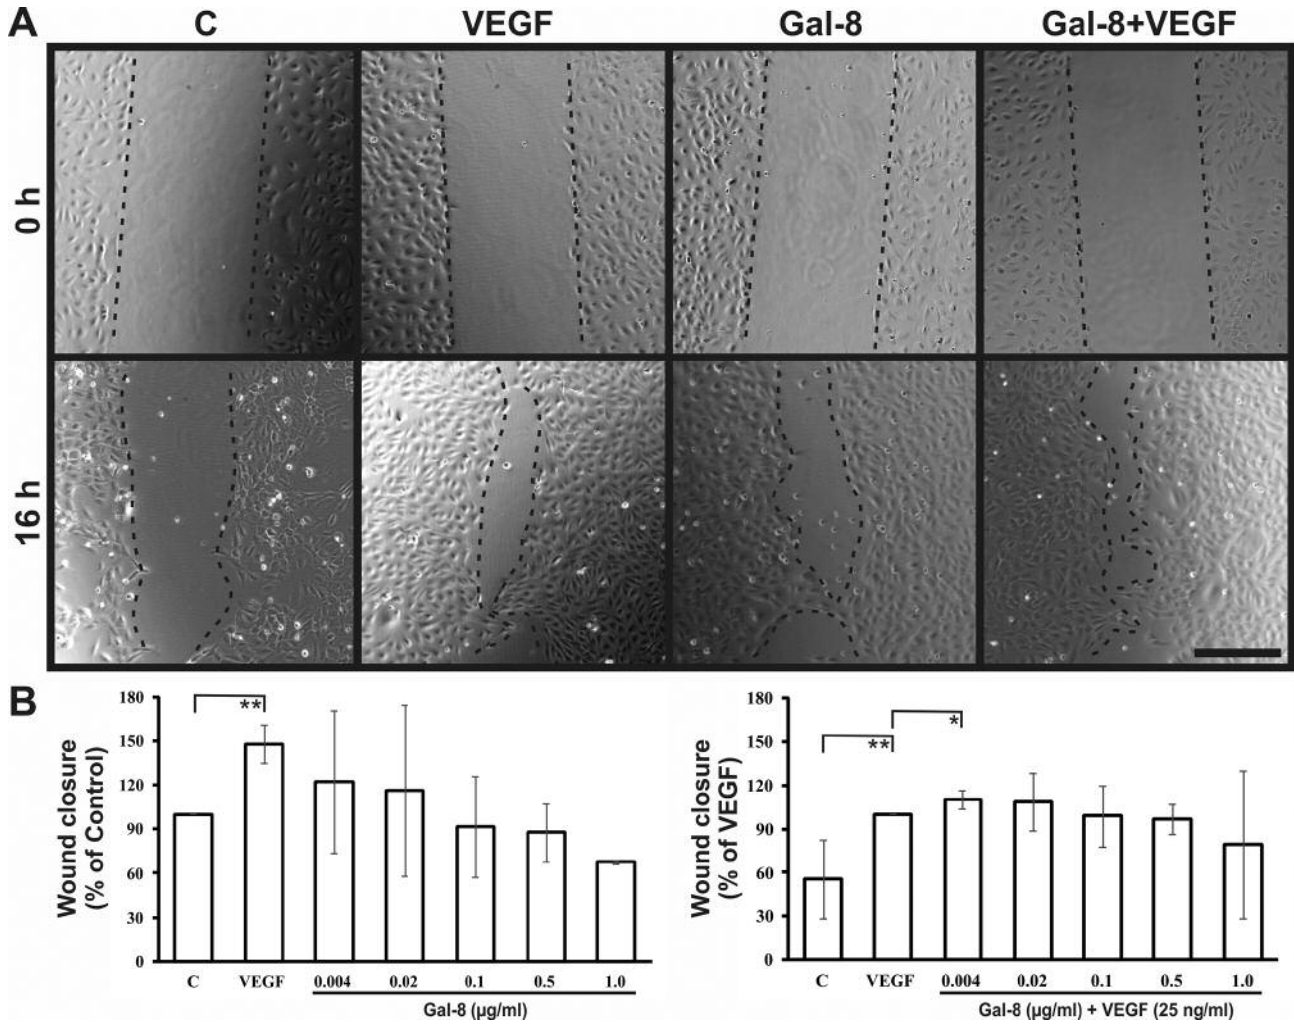 A C VEGF Gal-8 Gal-8+VEGF
0 h
16 h
B
Wound closure
(% of Control)
180
150
120
90
60
30
0
**
C VEGF 0.004 0.02 0.1 0.5 1.0
Gal-8 (µg/ml)
Wound closure
(% of VEGF)
180
150
120
90
60
30
0
**
*
C VEGF 0.004 0.02 0.1 0.5 1.0
Gal-8 (µg/ml) + VEGF (25 ng/ml)